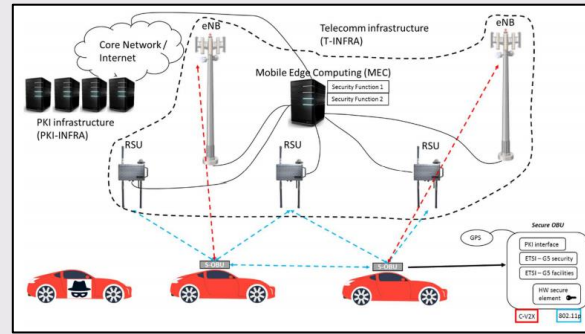 eNB
Telecomm infrastructure
(T-INFRA)
eNB
Core Network /
Internet
Mobile Edge Computing (MEC)
Security Function 1
Security Function 2
PKI infrastructure
(PKI-INFRA)
RSU
RSU
RSU
Secure OBU
GPS
PKI interface
ETSI – G5 security
ETSI – G5 facilities
HW secure
element
S-OBU
S-OBU
C-V2X
802.11p